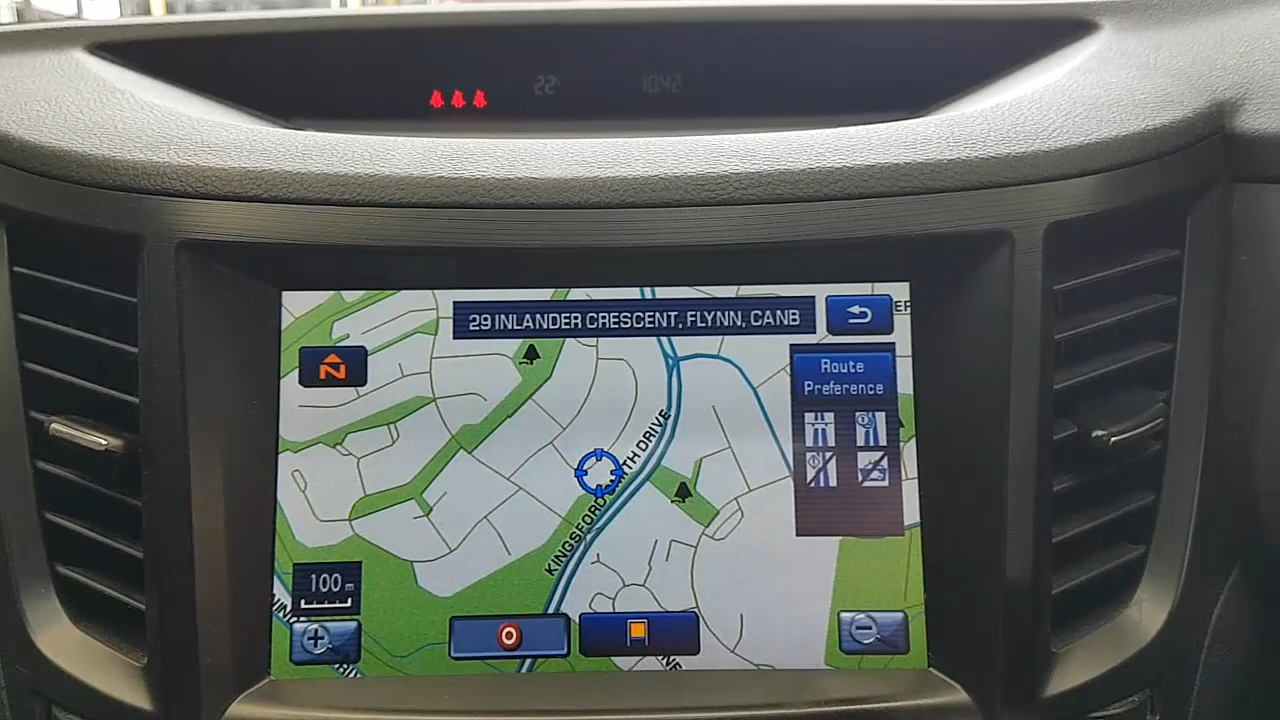 22°
1042
29 INLANDER CRESCENT, FLYNN, CANB
N
Route
Preference
KINGSFORD SMITH DRIVE
100 m